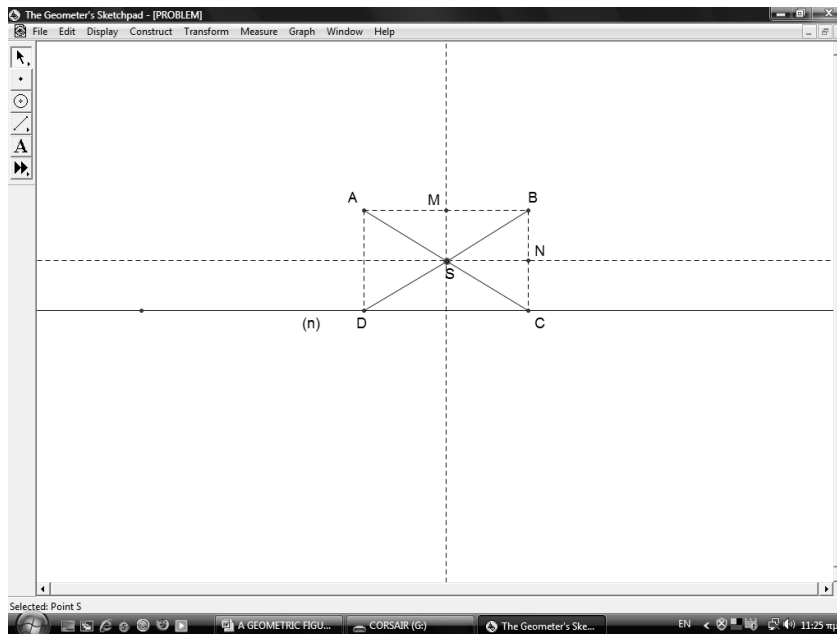 The Geometer's Sketchpad - [PROBLEM]
File Edit Display Construct Transform Measure Graph Window Help
A
A M B
N
S
(n) D C
Selected: Point S
A GEOMETRIC FIGU... CORSAIR (G:) The Geometer's Ske... EN 11:25 πμ